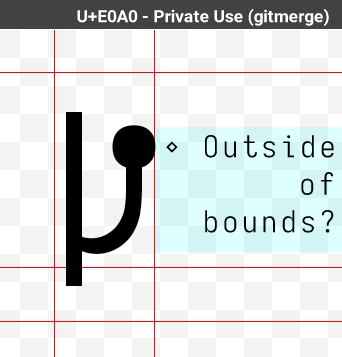 U+E0A0 - Private Use (gitmerge)
⋄ Outside
of
bounds?